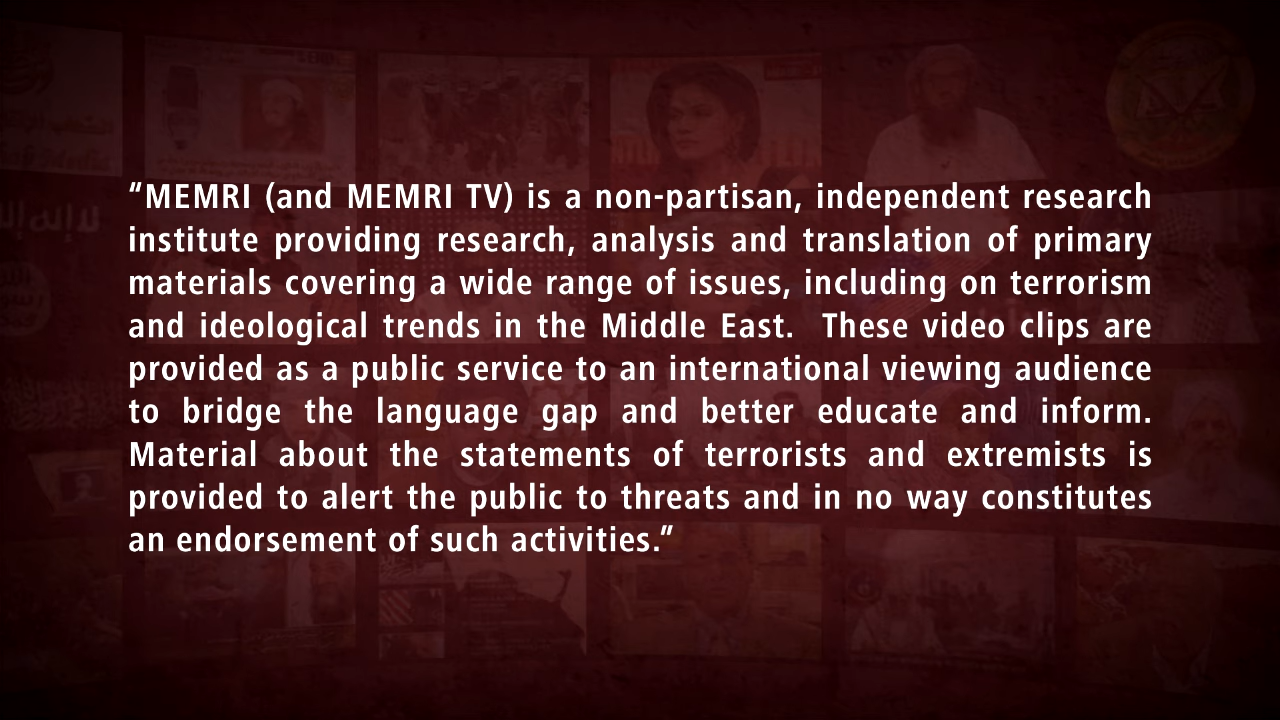 “MEMRI (and MEMRI TV) is a non-partisan, independent research
institute providing research, analysis and translation of primary
materials covering a wide range of issues, including on terrorism
and ideological trends in the Middle East.  These video clips are
provided as a public service to an international viewing audience
to bridge the language gap and better educate and inform.
Material about the statements of terrorists and extremists is
provided to alert the public to threats and in no way constitutes
an endorsement of such activities.”